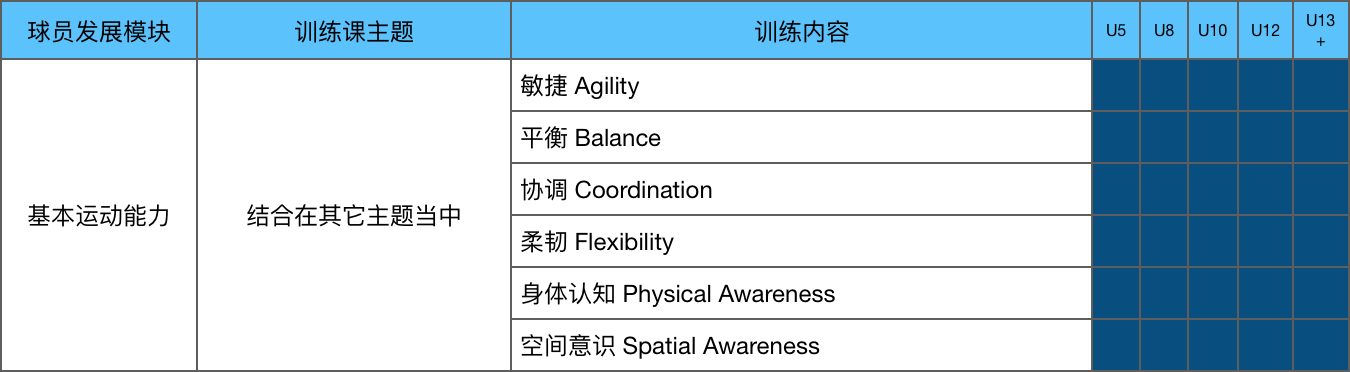 球员发展模块 训练课主题 训练内容 U5 U8 U10 U12 U13
+
敏捷 Agility
平衡 Balance
协调 Coordination
基本运动能力 结合在其它主题当中
柔韧 Flexibility
身体认知 Physical Awareness
空间意识 Spatial Awareness